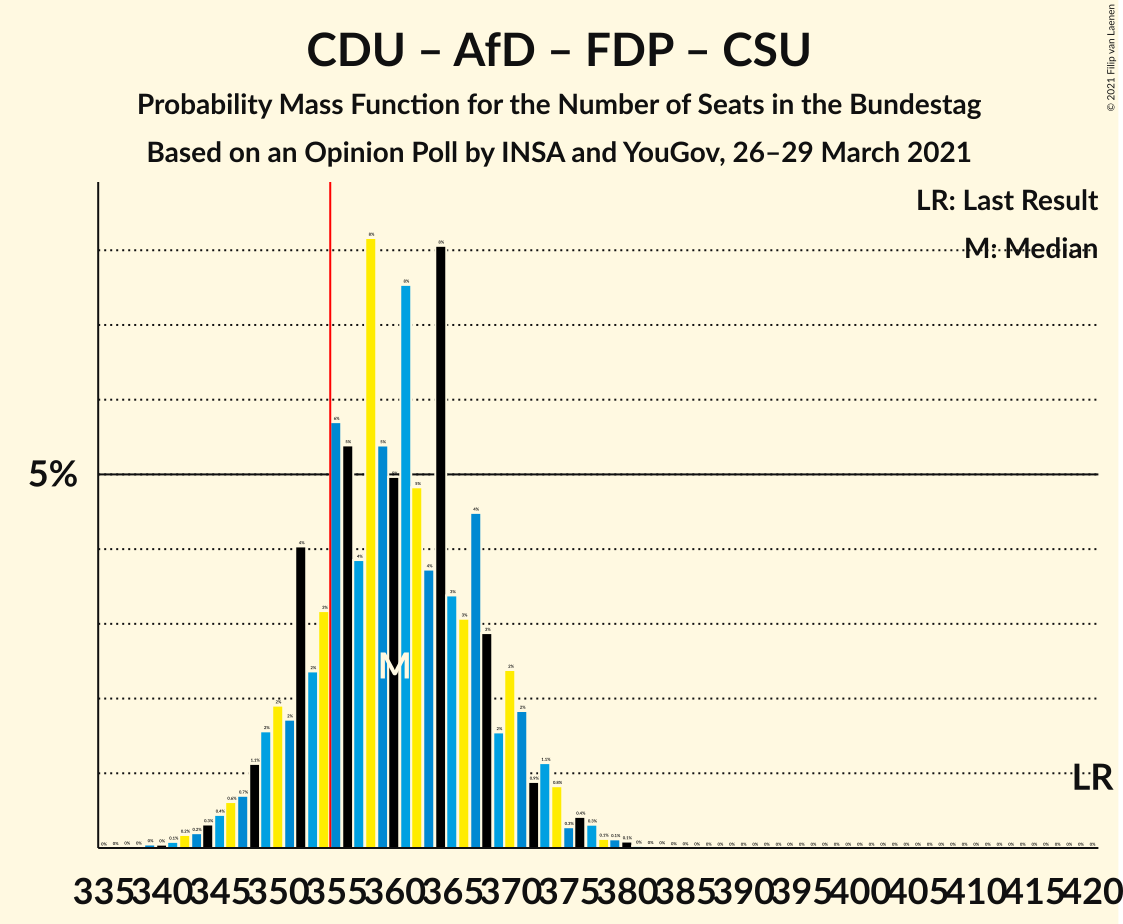 CDU – AfD – FDP – CSU
Probability Mass Function for the Number of Seats in the Bundestag
Based on an Opinion Poll by INSA and YouGov, 26–29 March 2021
© 2021 Filip van Laenen
LR: Last Result
M: Median
5%
M
LR
335 340 345 350 355 360 365 370 375 380 385 390 395 400 405 410 415 420